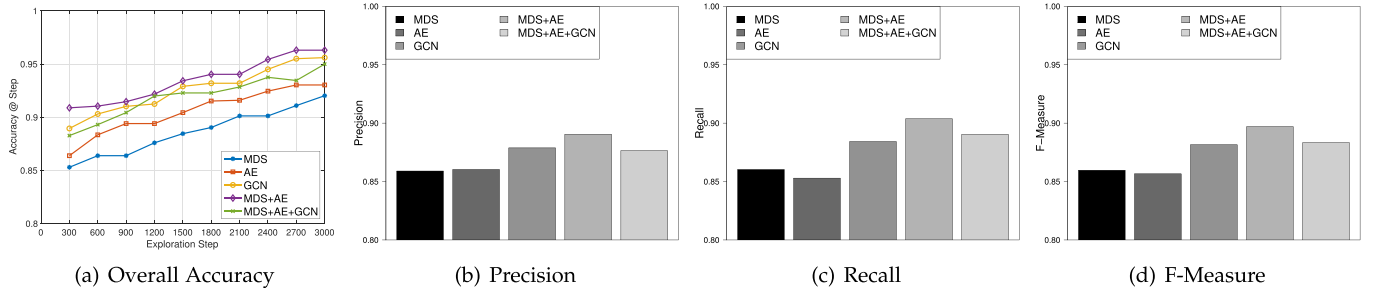 1
0.95
0.9
0.85
0.8
0 300 600 900 1200 1500 1800 2100 2400 2700 3000
Accuracy @ Step
Exploration Step
MDS
AE
GCN
MDS+AE
MDS+AE+GCN
(a) Overall Accuracy
1.00
0.95
0.90
0.85
0.80
Precision
MDS
AE
GCN
MDS+AE
MDS+AE+GCN
(b) Precision
1.00
0.95
0.90
0.85
0.80
Recall
MDS
AE
GCN
MDS+AE
MDS+AE+GCN
(c) Recall
1.00
0.95
0.90
0.85
0.80
F−Measure
MDS
AE
GCN
MDS+AE
MDS+AE+GCN
(d) F-Measure